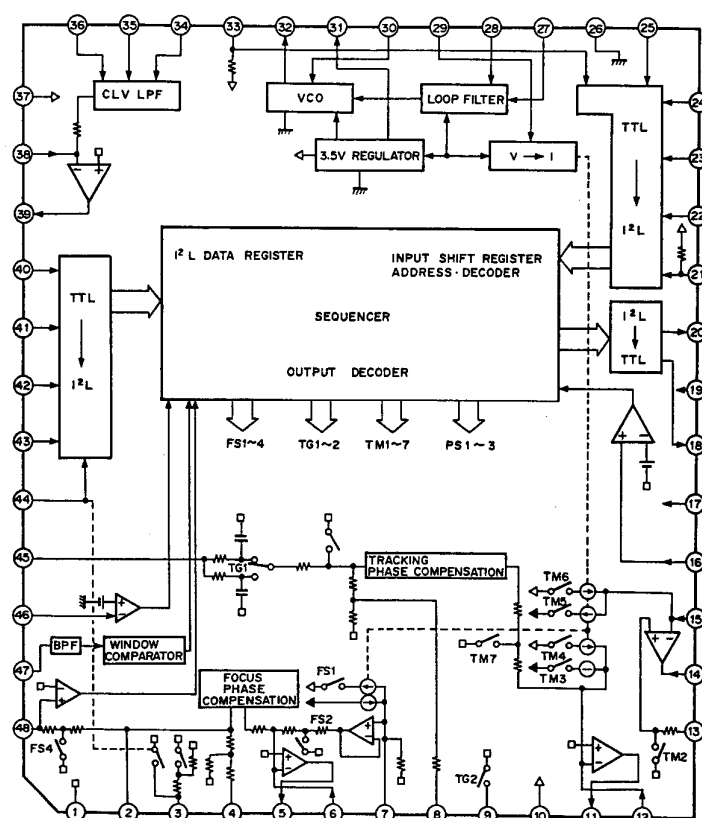 36 35 34 33 32 31 30 29 28 27 26 25
37
CLV LPF
VCO
LOOP FILTER
24
TTL
38
3.5V REGULATOR
V → I
23
− +
39
22
I²L
I²L DATA REGISTER
INPUT SHIFT REGISTER
ADDRESS·DECODER
40
21
TTL
SEQUENCER
I²L
20
41
TTL
I²L
42
OUTPUT DECODER
19
43
FS1~4
TG1~2
TM1~7
PS1~3
+ −
18
44
17
45
TG1
TRACKING
PHASE COMPENSATION
16
TM6
46
+
−
TM5
15
47
BPF
WINDOW
COMPARATOR
TM7
TM4
TM3
− +
14
FOCUS
PHASE
COMPENSATION
FS1
−
+
FS2
48
13
FS4
TM2
TG2
1 2 3 4 5 6 7 8 9 10 11 12